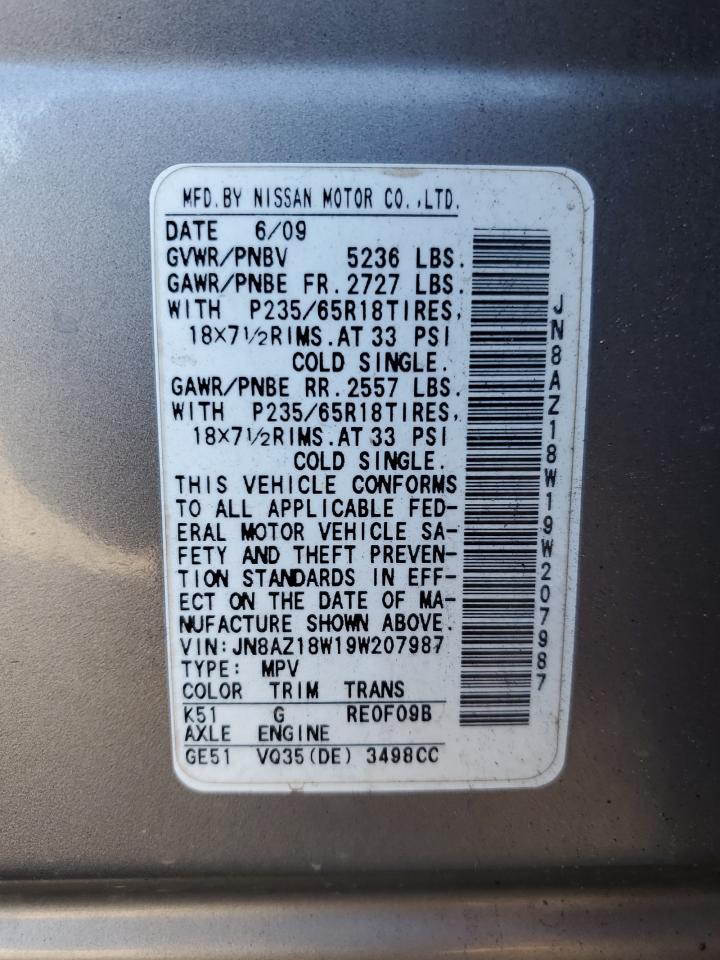 MFD.BY NISSAN MOTOR CO.,LTD.
DATE 6/09
GVWR/PNBV 5236 LBS.
GAWR/PNBE FR.2727 LBS.
WITH P235/65R18TIRES,
18×7½RIMS.AT 33 PSI
COLD SINGLE.
GAWR/PNBE RR.2557 LBS.
WITH P235/65R18TIRES,
18×7½RIMS.AT 33 PSI
COLD SINGLE.
THIS VEHICLE CONFORMS
TO ALL APPLICABLE FED-
ERAL MOTOR VEHICLE SA-
FETY AND THEFT PREVEN-
TION STANDARDS IN EFF-
ECT ON THE DATE OF MA-
NUFACTURE SHOWN ABOVE.
VIN:JN8AZ18W19W207987
TYPE: MPV
COLOR TRIM TRANS
K51 G RE0F09B
AXLE ENGINE
GE51 VQ35(DE) 3498CC
JN8AZ18W19W207987